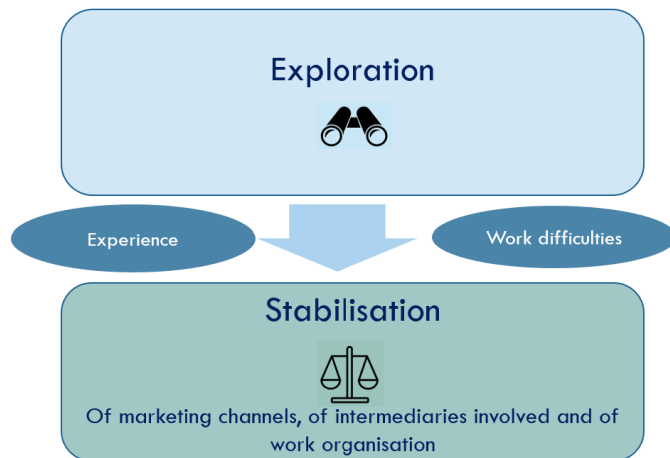 Exploration
Experience
Work difficulties
Stabilisation
Of marketing channels, of intermediaries involved and of
work organisation